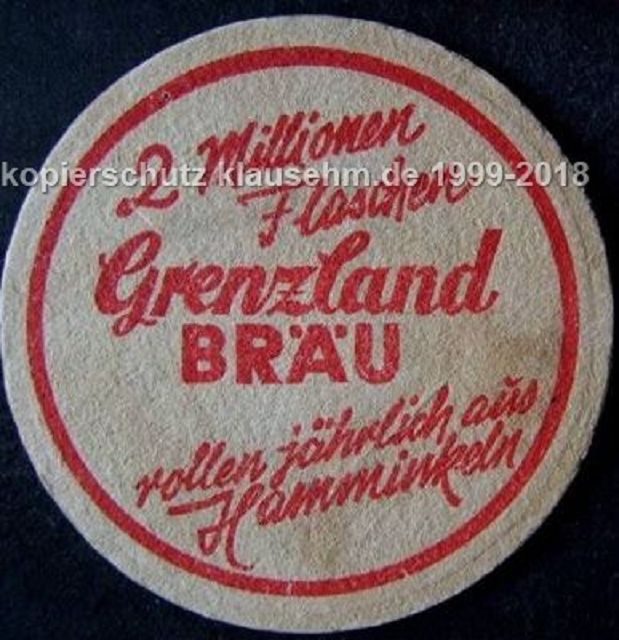 2 Millionen
kopierschutz klausehm.de 1999-2018
Flaschen
Grenzland
BRÄU
rollen jährlich aus
Hamminkeln